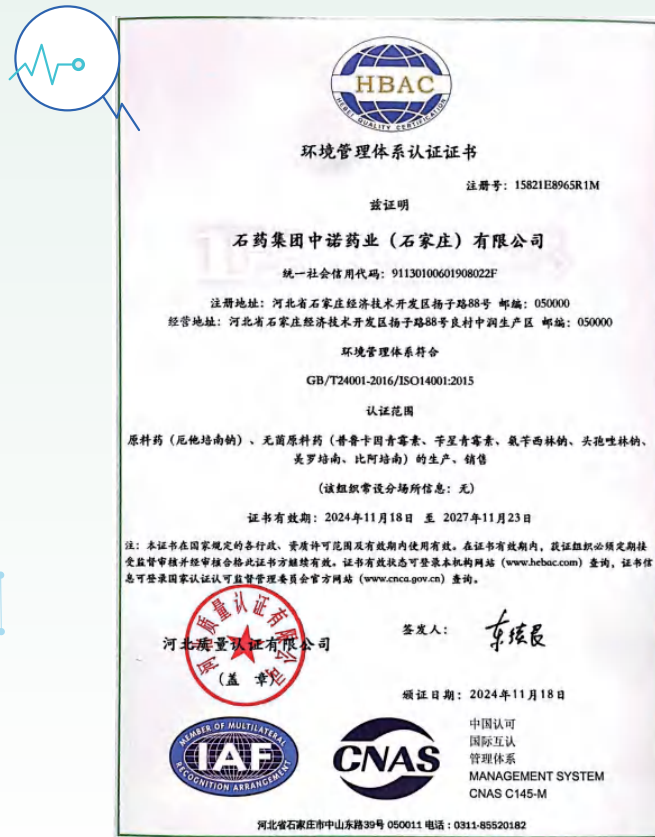 HBAC
HEBEI QUALITY CERTIFICATION
环境管理体系认证证书
注册号：15821E8965R1M
兹证明
石药集团中诺药业（石家庄）有限公司
统一社会信用代码：91130100601908022F
注册地址：河北省石家庄经济技术开发区扬子路88号 邮编：050000
经营地址：河北省石家庄经济技术开发区扬子路88号良村中润生产区 邮编：050000
环境管理体系符合
GB/T24001-2016/ISO14001:2015
认证范围
原料药（厄他培南钠）、无菌原料药（普鲁卡因青霉素、苄星青霉素、氨苄西林钠、头孢唑林钠、
美罗培南、比阿培南）的生产、销售
（该组织常设分场所信息：无）
证书有效期：2024年11月18日 至 2027年11月23日
注：本证书在国家规定的各行政、资质许可范围及有效期内使用有效。在证书有效期内，获证组织必须定期接
受监督审核并经审核合格此证书方继续有效。证书有效状态可登录本机构网站（www.hebac.com）查询，证书信
息可登录国家认证认可监督管理委员会官方网站（www.cnca.gov.cn）查询。
河北质量认证有限公司
（盖 章）
河北质量认证有限公司
签发人：
颁证日期：2024年11月18日
MEMBER OF MULTILATERAL
IAF
RECOGNITION ARRANGEMENT
CNAS
中国认可
国际互认
管理体系
MANAGEMENT SYSTEM
CNAS C145-M
河北省石家庄市中山东路39号 050011 电话：0311-85520182